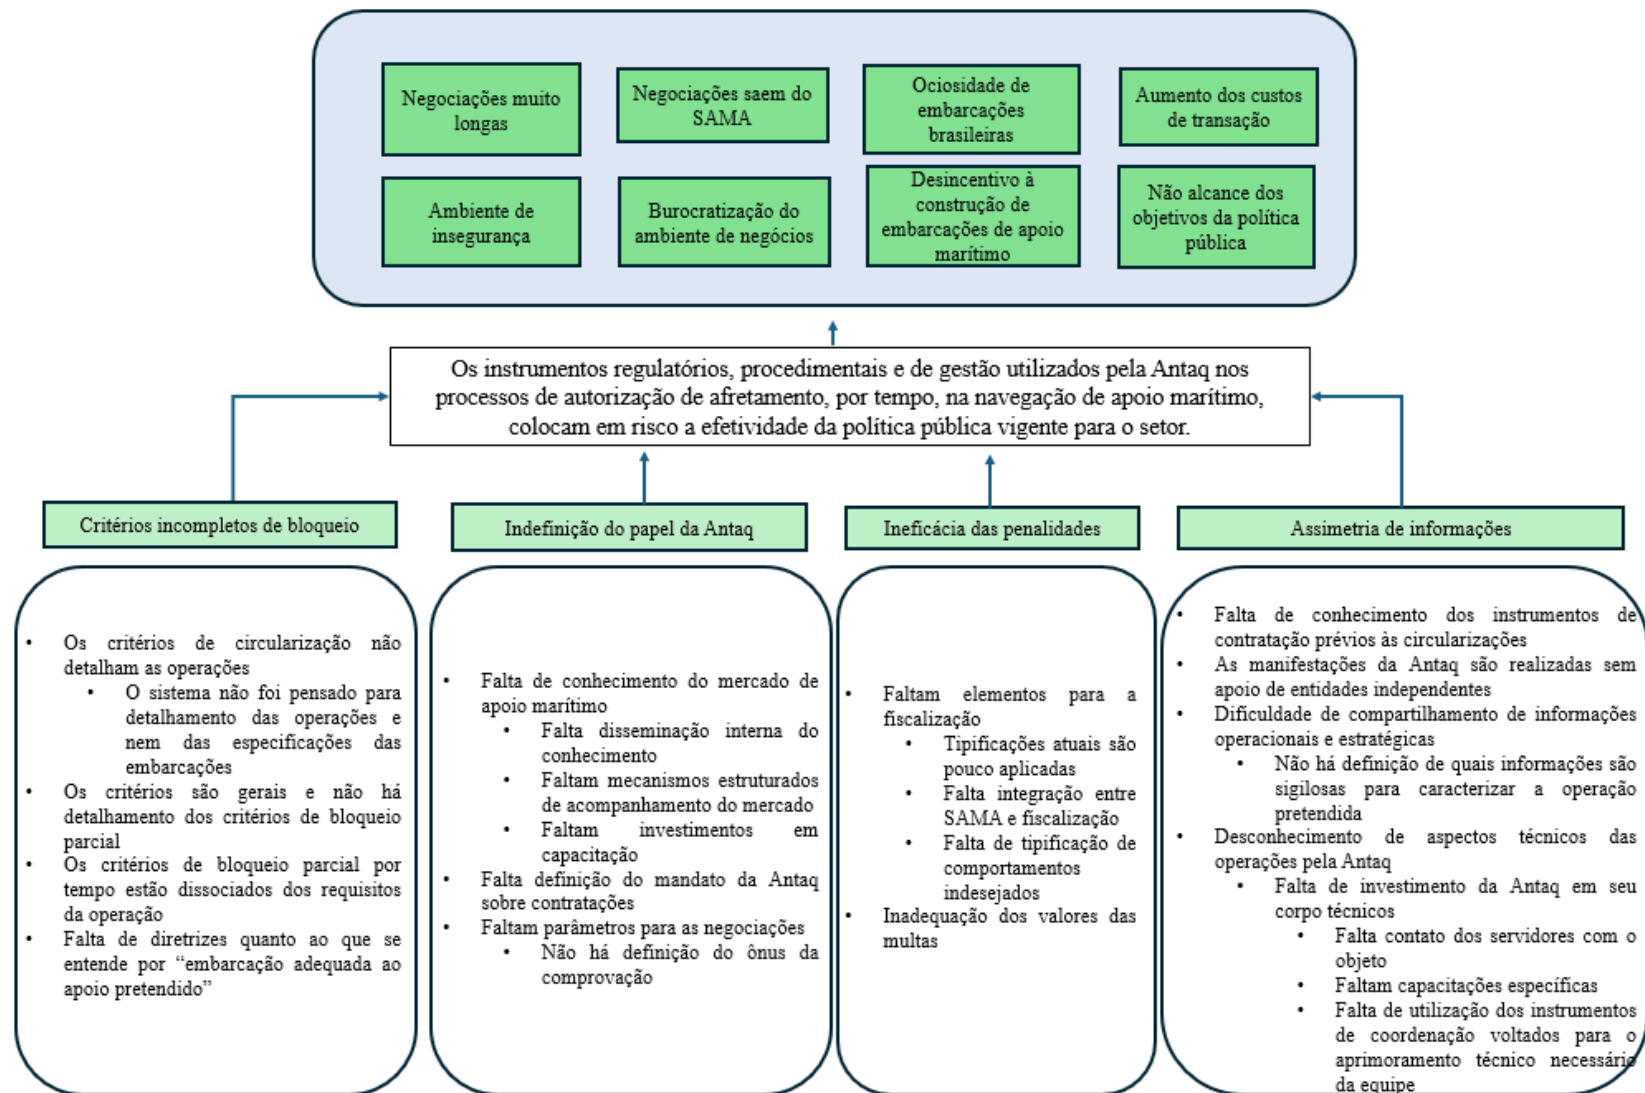 Negociações muito
longas
Negociações saem do
SAMA
Ociosidade de
embarcações
brasileiras
Aumento dos custos
de transação
Ambiente de
insegurança
Burocratização do
ambiente de negócios
Desincentivo à
construção de
embarcações de apoio
marítimo
Não alcance dos
objetivos da política
pública
Os instrumentos regulatórios, procedimentais e de gestão utilizados pela Antaq nos
processos de autorização de afretamento, por tempo, na navegação de apoio marítimo,
colocam em risco a efetividade da política pública vigente para o setor.
Critérios incompletos de bloqueio
Indefinição do papel da Antaq
Ineficácia das penalidades
Assimetria de informações
• Os critérios de circularização não
detalham as operações
• O sistema não foi pensado para
detalhamento das operações e
nem das especificações das
embarcações
• Os critérios são gerais e não há
detalhamento dos critérios de bloqueio
parcial
• Os critérios de bloqueio parcial por
tempo estão dissociados dos requisitos
da operação
• Falta de diretrizes quanto ao que se
entende por “embarcação adequada ao
apoio pretendido”
• Falta de conhecimento do mercado de
apoio marítimo
• Falta disseminação interna do
conhecimento
• Faltam mecanismos estruturados
de acompanhamento do mercado
• Faltam investimentos em
capacitação
• Falta definição do mandato da Antaq
sobre contratações
• Faltam parâmetros para as negociações
• Não há definição do ônus da
comprovação
• Faltam elementos para a
fiscalização
• Tipificações atuais são
pouco aplicadas
• Falta integração entre
SAMA e fiscalização
• Falta de tipificação de
comportamentos
indesejados
• Inadequação dos valores das
multas
• Falta de conhecimento dos instrumentos de
contratação prévios às circularizações
• As manifestações da Antaq são realizadas sem
apoio de entidades independentes
• Dificuldade de compartilhamento de informações
operacionais e estratégicas
• Não há definição de quais informações são
sigilosas para caracterizar a operação
pretendida
• Desconhecimento de aspectos técnicos das
operações pela Antaq
• Falta de investimento da Antaq em seu
corpo técnicos
• Falta contato dos servidores com o
objeto
• Faltam capacitações específicas
• Falta de utilização dos instrumentos
de coordenação voltados para o
aprimoramento técnico necessário
da equipe